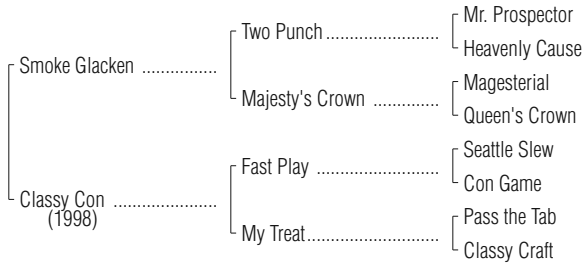 Mr. Prospector
Two Punch ..........................
Heavenly Cause
Smoke Glacken .................
Magesterial
Majesty's Crown ...............
Queen's Crown
Seattle Slew
Fast Play ............................
Con Game
Classy Con .......................
(1998)
Pass the Tab
My Treat..............................
Classy Craft